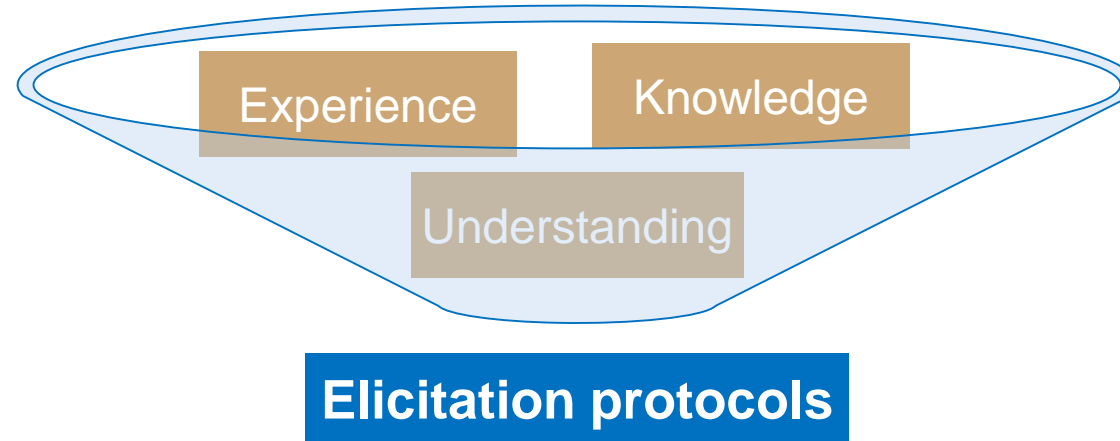 Experience
Knowledge
Understanding
Elicitation protocols